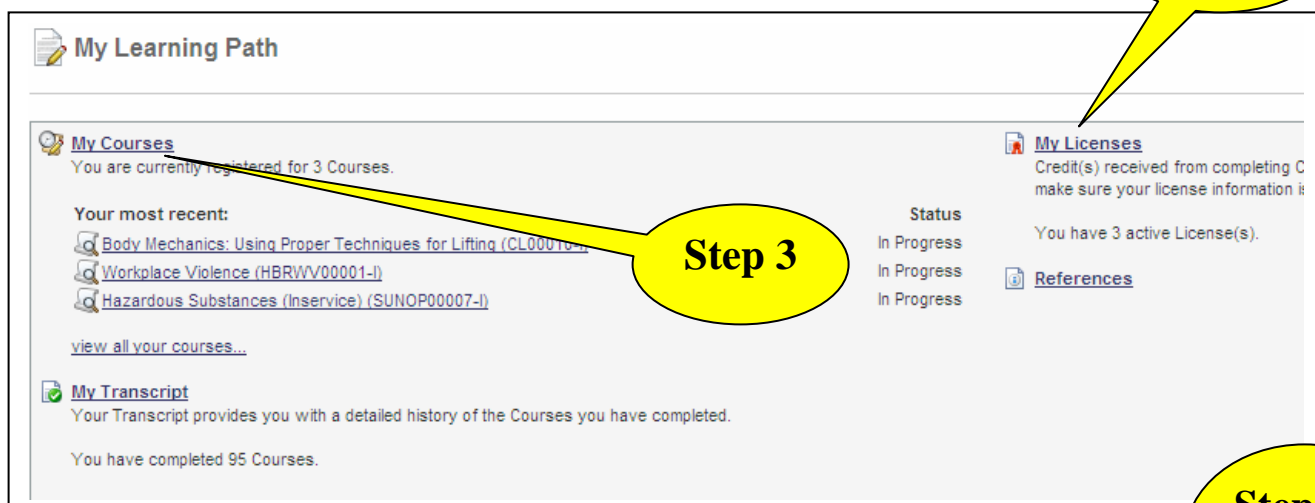 My Learning Path
My Courses
You are currently registered for 3 Courses.
Your most recent:
Status
Body Mechanics: Using Proper Techniques for Lifting (CL00010-I)
In Progress
Workplace Violence (HBRWV00001-I)
In Progress
Hazardous Substances (Inservice) (SUNOP00007-I)
In Progress
view all your courses...
My Transcript
Your Transcript provides you with a detailed history of the Courses you have completed.
You have completed 95 Courses.
My Licenses
Credit(s) received from completing C
make sure your license information is
You have 3 active License(s).
References
Step 3
Step